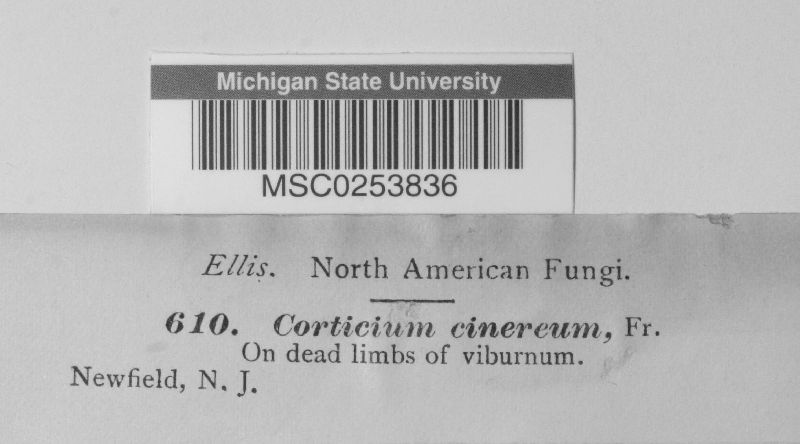 Michigan State University
MSC0253836
Ellis. North American Fungi.
610. Corticium cinereum, Fr.
On dead limbs of viburnum.
Newfield, N. J.